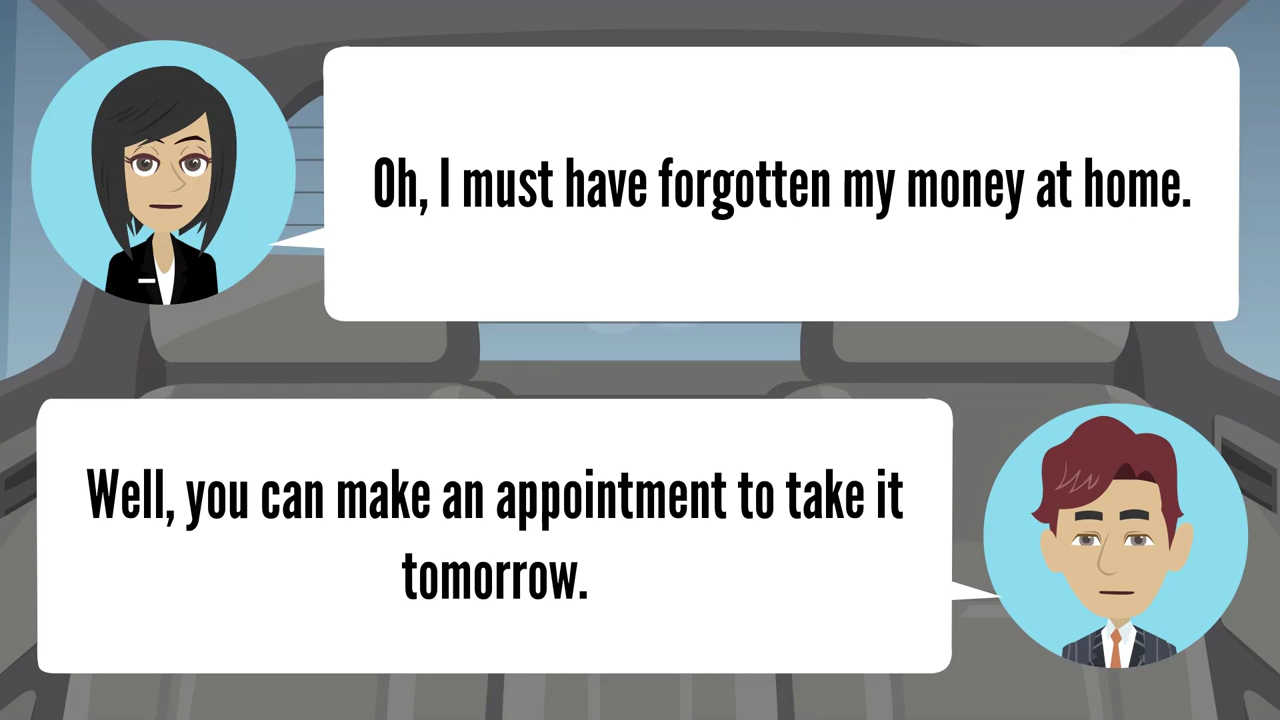 Oh, I must have forgotten my money at home.
Well, you can make an appointment to take it
tomorrow.